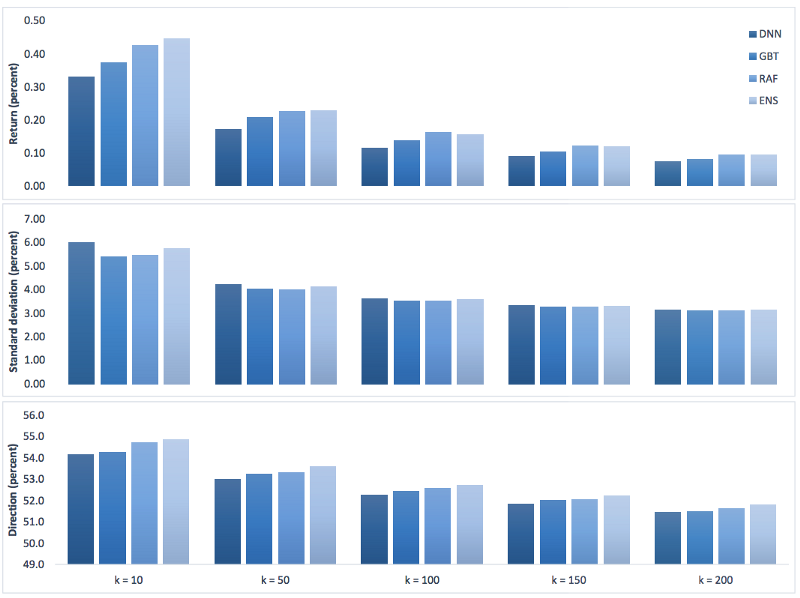 0.50
0.40
0.30
0.20
0.10
0.00
Return (percent)
DNN
GBT
RAF
ENS
7.00
6.00
5.00
4.00
3.00
2.00
1.00
0.00
Standard deviation (percent)
56.0
55.0
54.0
53.0
52.0
51.0
50.0
49.0
Direction (percent)
k = 10 k = 50 k = 100 k = 150 k = 200